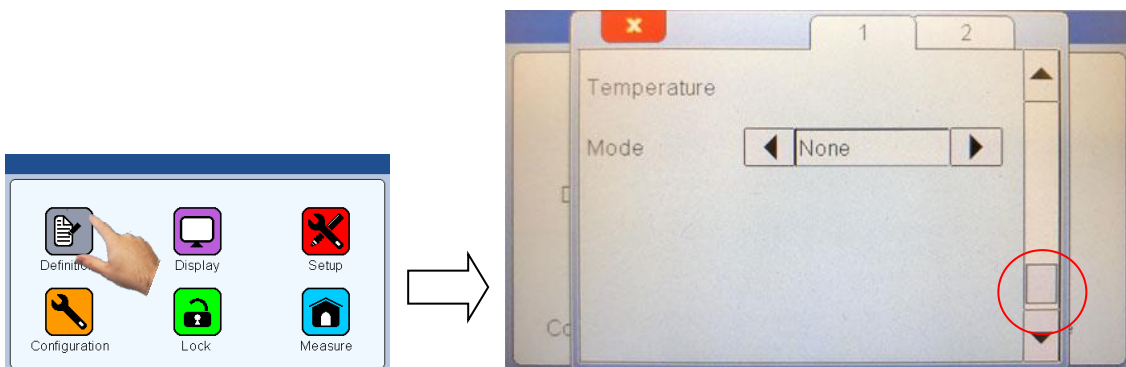 Definition
Display
Setup
Configuration
Lock
Measure
x
1
2
Temperature
Mode
None